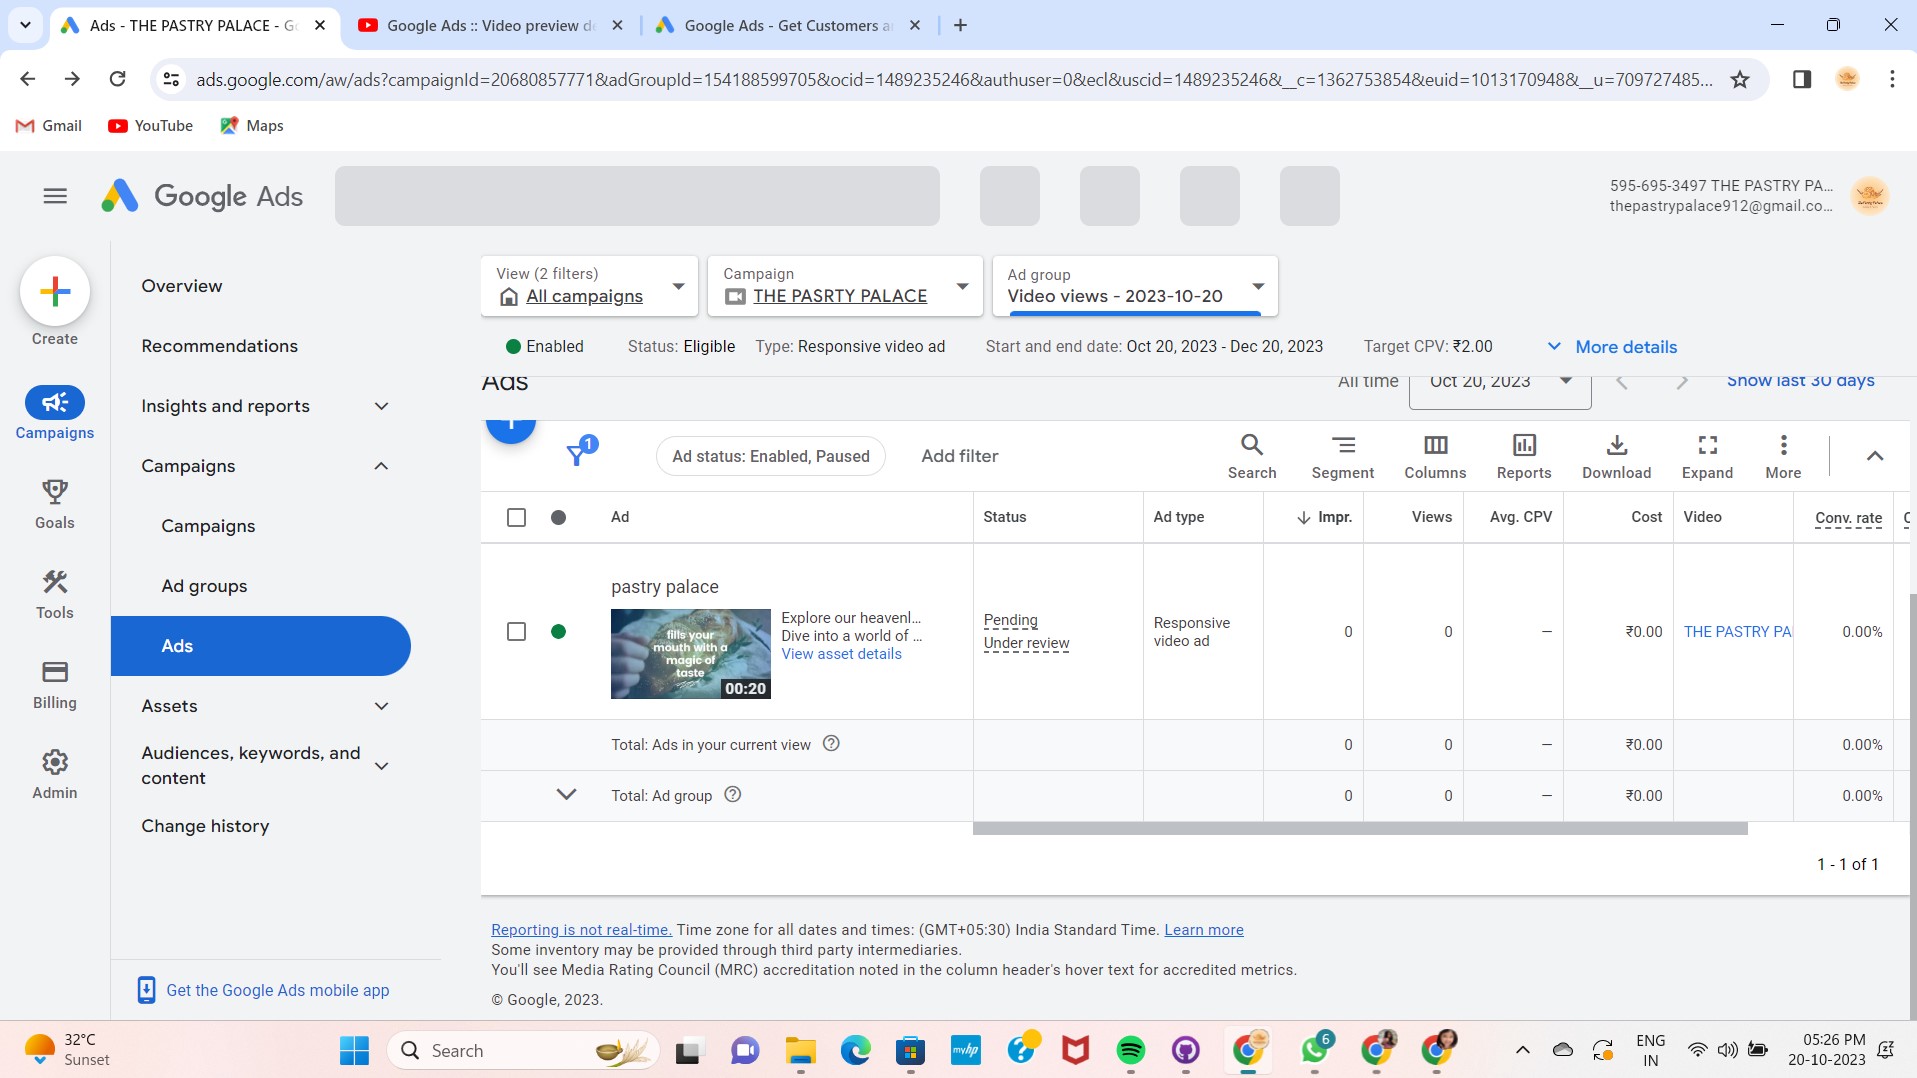 Ads - THE PASTRY PALACE - Go
Google Ads :: Video preview de
Google Ads - Get Customers a
ads.google.com/aw/ads?campaignId=20680857771&adGroupId=154188599705&ocid=1489235246&authuser=0&ecl&uscid=1489235246&__c=1362753854&euid=1013170948&__u=709727485...
Gmail
YouTube
Maps
Google Ads
595-695-3497 THE PASTRY PA...
thepastrypalace912@gmail.co...
Create
Campaigns
Goals
Tools
Billing
Admin
Overview
Recommendations
Insights and reports
Campaigns
Campaigns
Ad groups
Ads
Assets
Audiences, keywords, and
content
Change history
Get the Google Ads mobile app
View (2 filters)
All campaigns
Campaign
THE PASRTY PALACE
Ad group
Video views - 2023-10-20
Enabled
Status: Eligible
Type: Responsive video ad
Start and end date: Oct 20, 2023 - Dec 20, 2023
Target CPV: ₹2.00
More details
Ads
All time
Oct 20, 2023
Show last 30 days
1
Ad status: Enabled, Paused
Add filter
Search
Segment
Columns
Reports
Download
Expand
More
Ad
Status
Ad type
Impr.
Views
Avg. CPV
Cost
Video
Conv. rate
pastry palace
fills your
mouth with a
magic of
taste
00:20
Explore our heavenl...
Dive into a world of ...
View asset details
Pending
Under review
Responsive
video ad
0
0
—
₹0.00
THE PASTRY PA
0.00%
Total: Ads in your current view
0
0
—
₹0.00
0.00%
Total: Ad group
0
0
—
₹0.00
0.00%
1 - 1 of 1
Reporting is not real-time. Time zone for all dates and times: (GMT+05:30) India Standard Time. Learn more
Some inventory may be provided through third party intermediaries.
You'll see Media Rating Council (MRC) accreditation noted in the column header's hover text for accredited metrics.
© Google, 2023.
32°C
Sunset
Search
myhp
6
ENG
IN
05:26 PM
20-10-2023